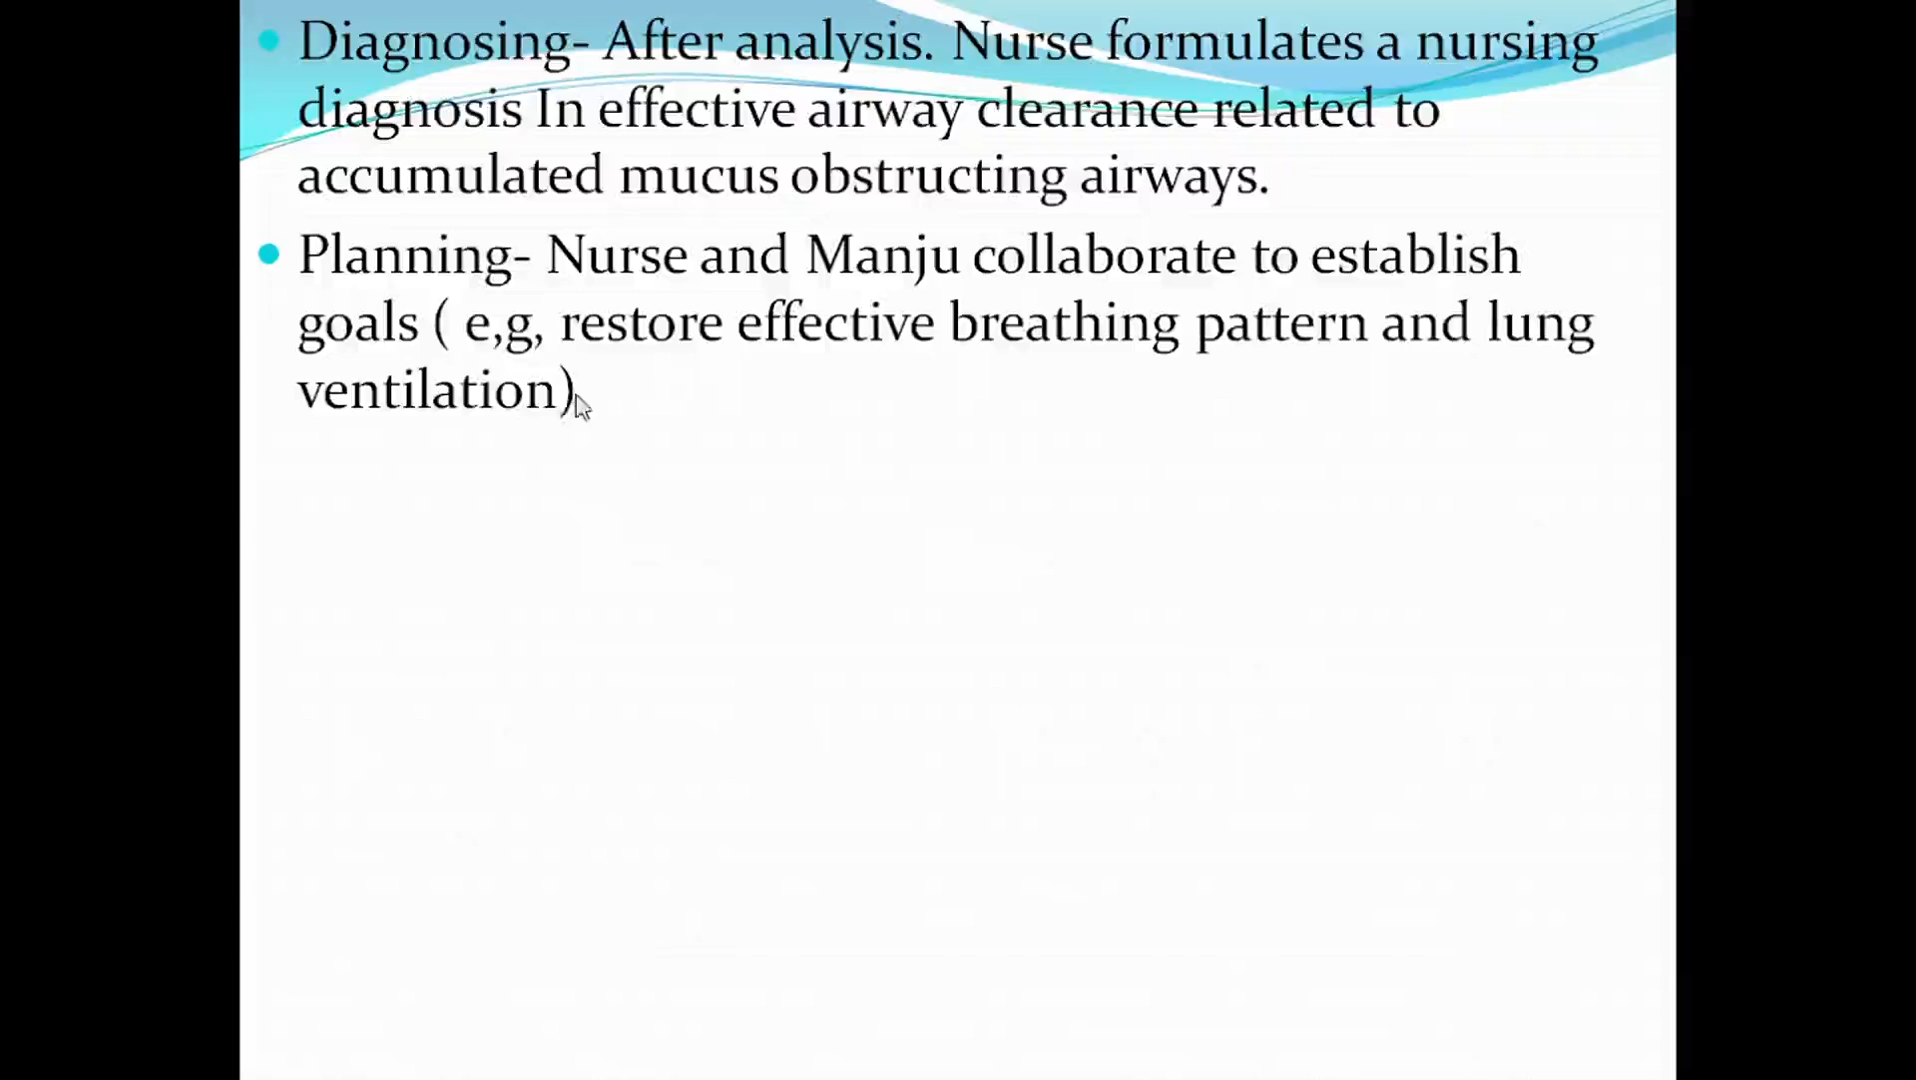 Diagnosing- After analysis. Nurse formulates a nursing
diagnosis In effective airway clearance related to
accumulated mucus obstructing airways.
Planning- Nurse and Manju collaborate to establish
goals ( e,g, restore effective breathing pattern and lung
ventilation)